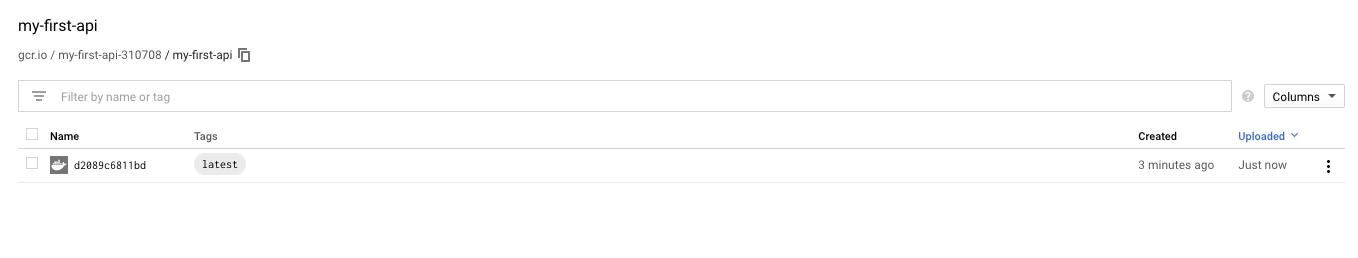 my-first-api
gcr.io / my-first-api-310708 / my-first-api
Filter by name or tag
? Columns
Name Tags Created Uploaded
d2089c6811bd latest 3 minutes ago Just now